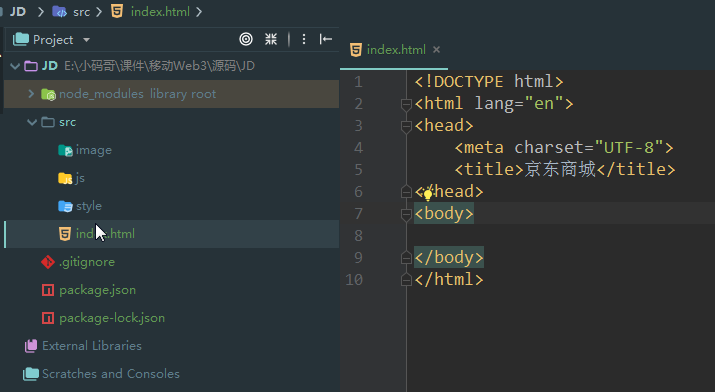 JD > src > index.html
Project
JD E:\小码哥\课件\移动Web3\源码\JD
node_modules library root
src
image
js
style
index.html
.gitignore
package.json
package-lock.json
External Libraries
Scratches and Consoles
index.html ×
1 <!DOCTYPE html>
2 <html lang="en">
3 <head>
4 <meta charset="UTF-8">
5 <title>京东商城</title>
6 </head>
7 <body>
8
9 </body>
10 </html>